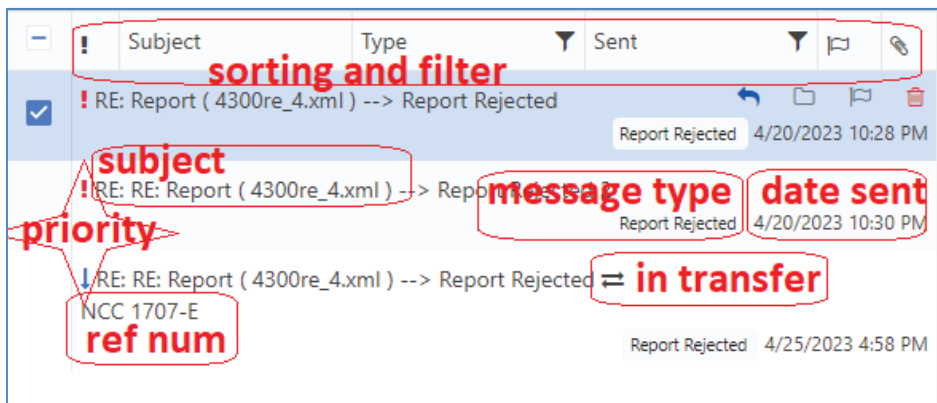 ! Subject Type Sent
sorting and filter
! RE: Report ( 4300re_4.xml ) --> Report Rejected
Report Rejected 4/20/2023 10:28 PM
subject
! RE: RE: Report ( 4300re_4.xml ) --> Report
message type date sent
Report Rejected 4/20/2023 10:30 PM
priority
RE: RE: Report ( 4300re_4.xml ) --> Report Rejected in transfer
NCC 1707-E
ref num
Report Rejected 4/25/2023 4:58 PM